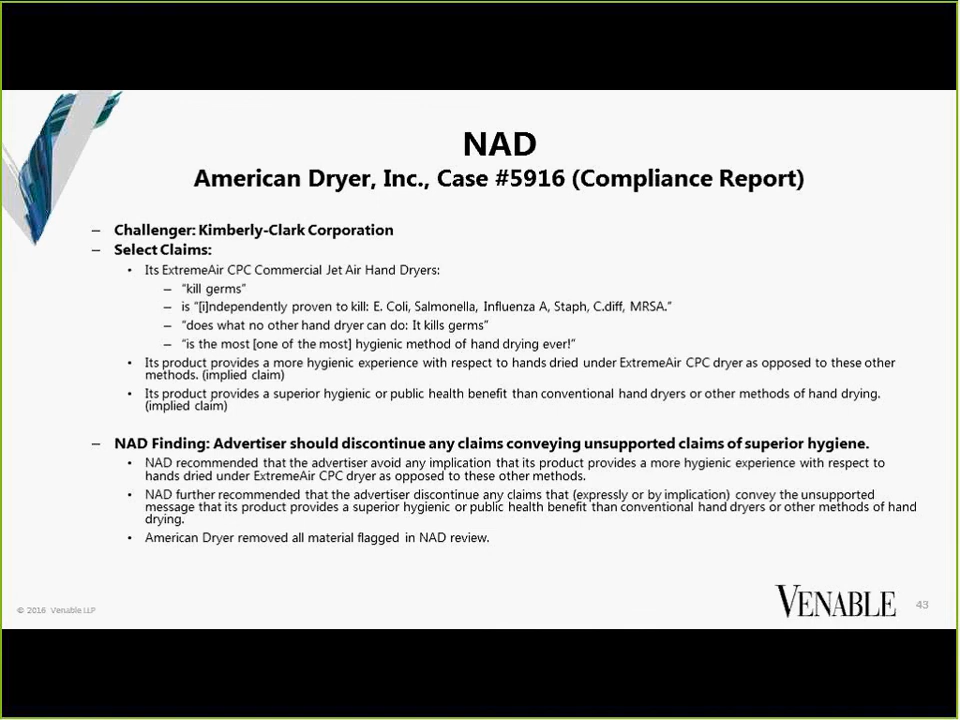 NAD
American Dryer, Inc., Case #5916 (Compliance Report)
– Challenger: Kimberly-Clark Corporation
– Select Claims:
• Its ExtremeAir CPC Commercial Jet Air Hand Dryers:
– "kill germs"
– is "[i]ndependently proven to kill: E. Coli, Salmonella, Influenza A, Staph, C.diff, MRSA."
– "does what no other hand dryer can do: It kills germs"
– "is the most [one of the most] hygienic method of hand drying ever!"
• Its product provides a more hygienic experience with respect to hands dried under ExtremeAir CPC dryer as opposed to these other
methods. (implied claim)
• Its product provides a superior hygienic or public health benefit than conventional hand dryers or other methods of hand drying.
(implied claim)
– NAD Finding: Advertiser should discontinue any claims conveying unsupported claims of superior hygiene.
• NAD recommended that the advertiser avoid any implication that its product provides a more hygienic experience with respect to
hands dried under ExtremeAir CPC dryer as opposed to these other methods.
• NAD further recommended that the advertiser discontinue any claims that (expressly or by implication) convey the unsupported
message that its product provides a superior hygienic or public health benefit than conventional hand dryers or other methods of hand
drying.
• American Dryer removed all material flagged in NAD review.
© 2016 Venable LLP
VENABLE
43